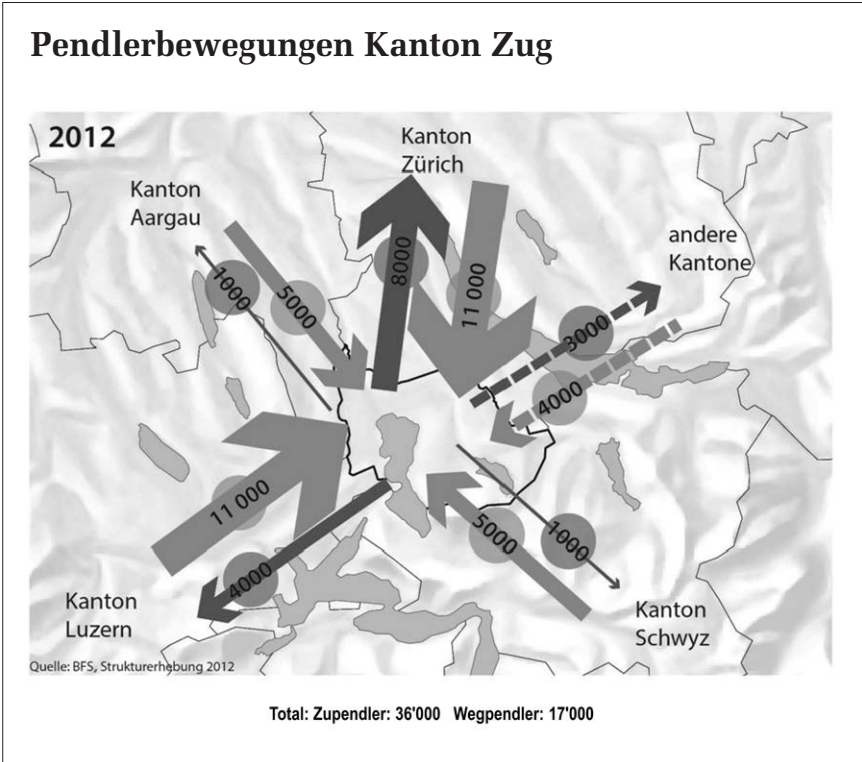 Pendlerbewegungen Kanton Zug
2012
Kanton
Zürich
Kanton
Aargau
andere
Kantone
8000
11 000
1000
5000
3000
4000
11 000
4000
5000
1000
Kanton
Luzern
Kanton
Schwyz
Quelle: BFS, Strukturerhebung 2012
Total: Zupendler: 36'000 Wegpendler: 17'000